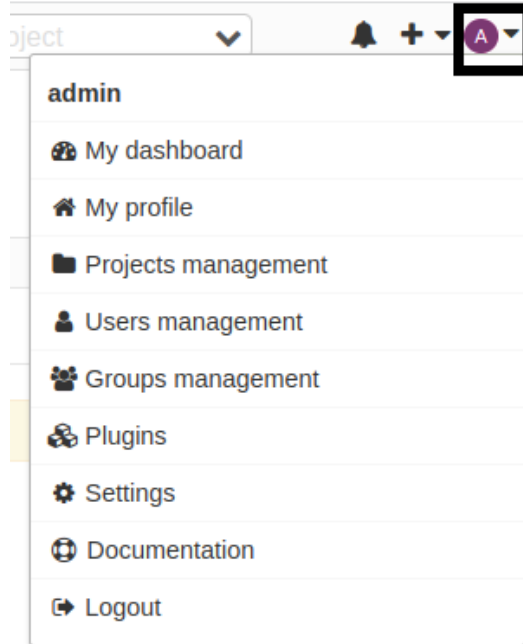 oject
A
admin
My dashboard
My profile
Projects management
Users management
Groups management
Plugins
Settings
Documentation
Logout